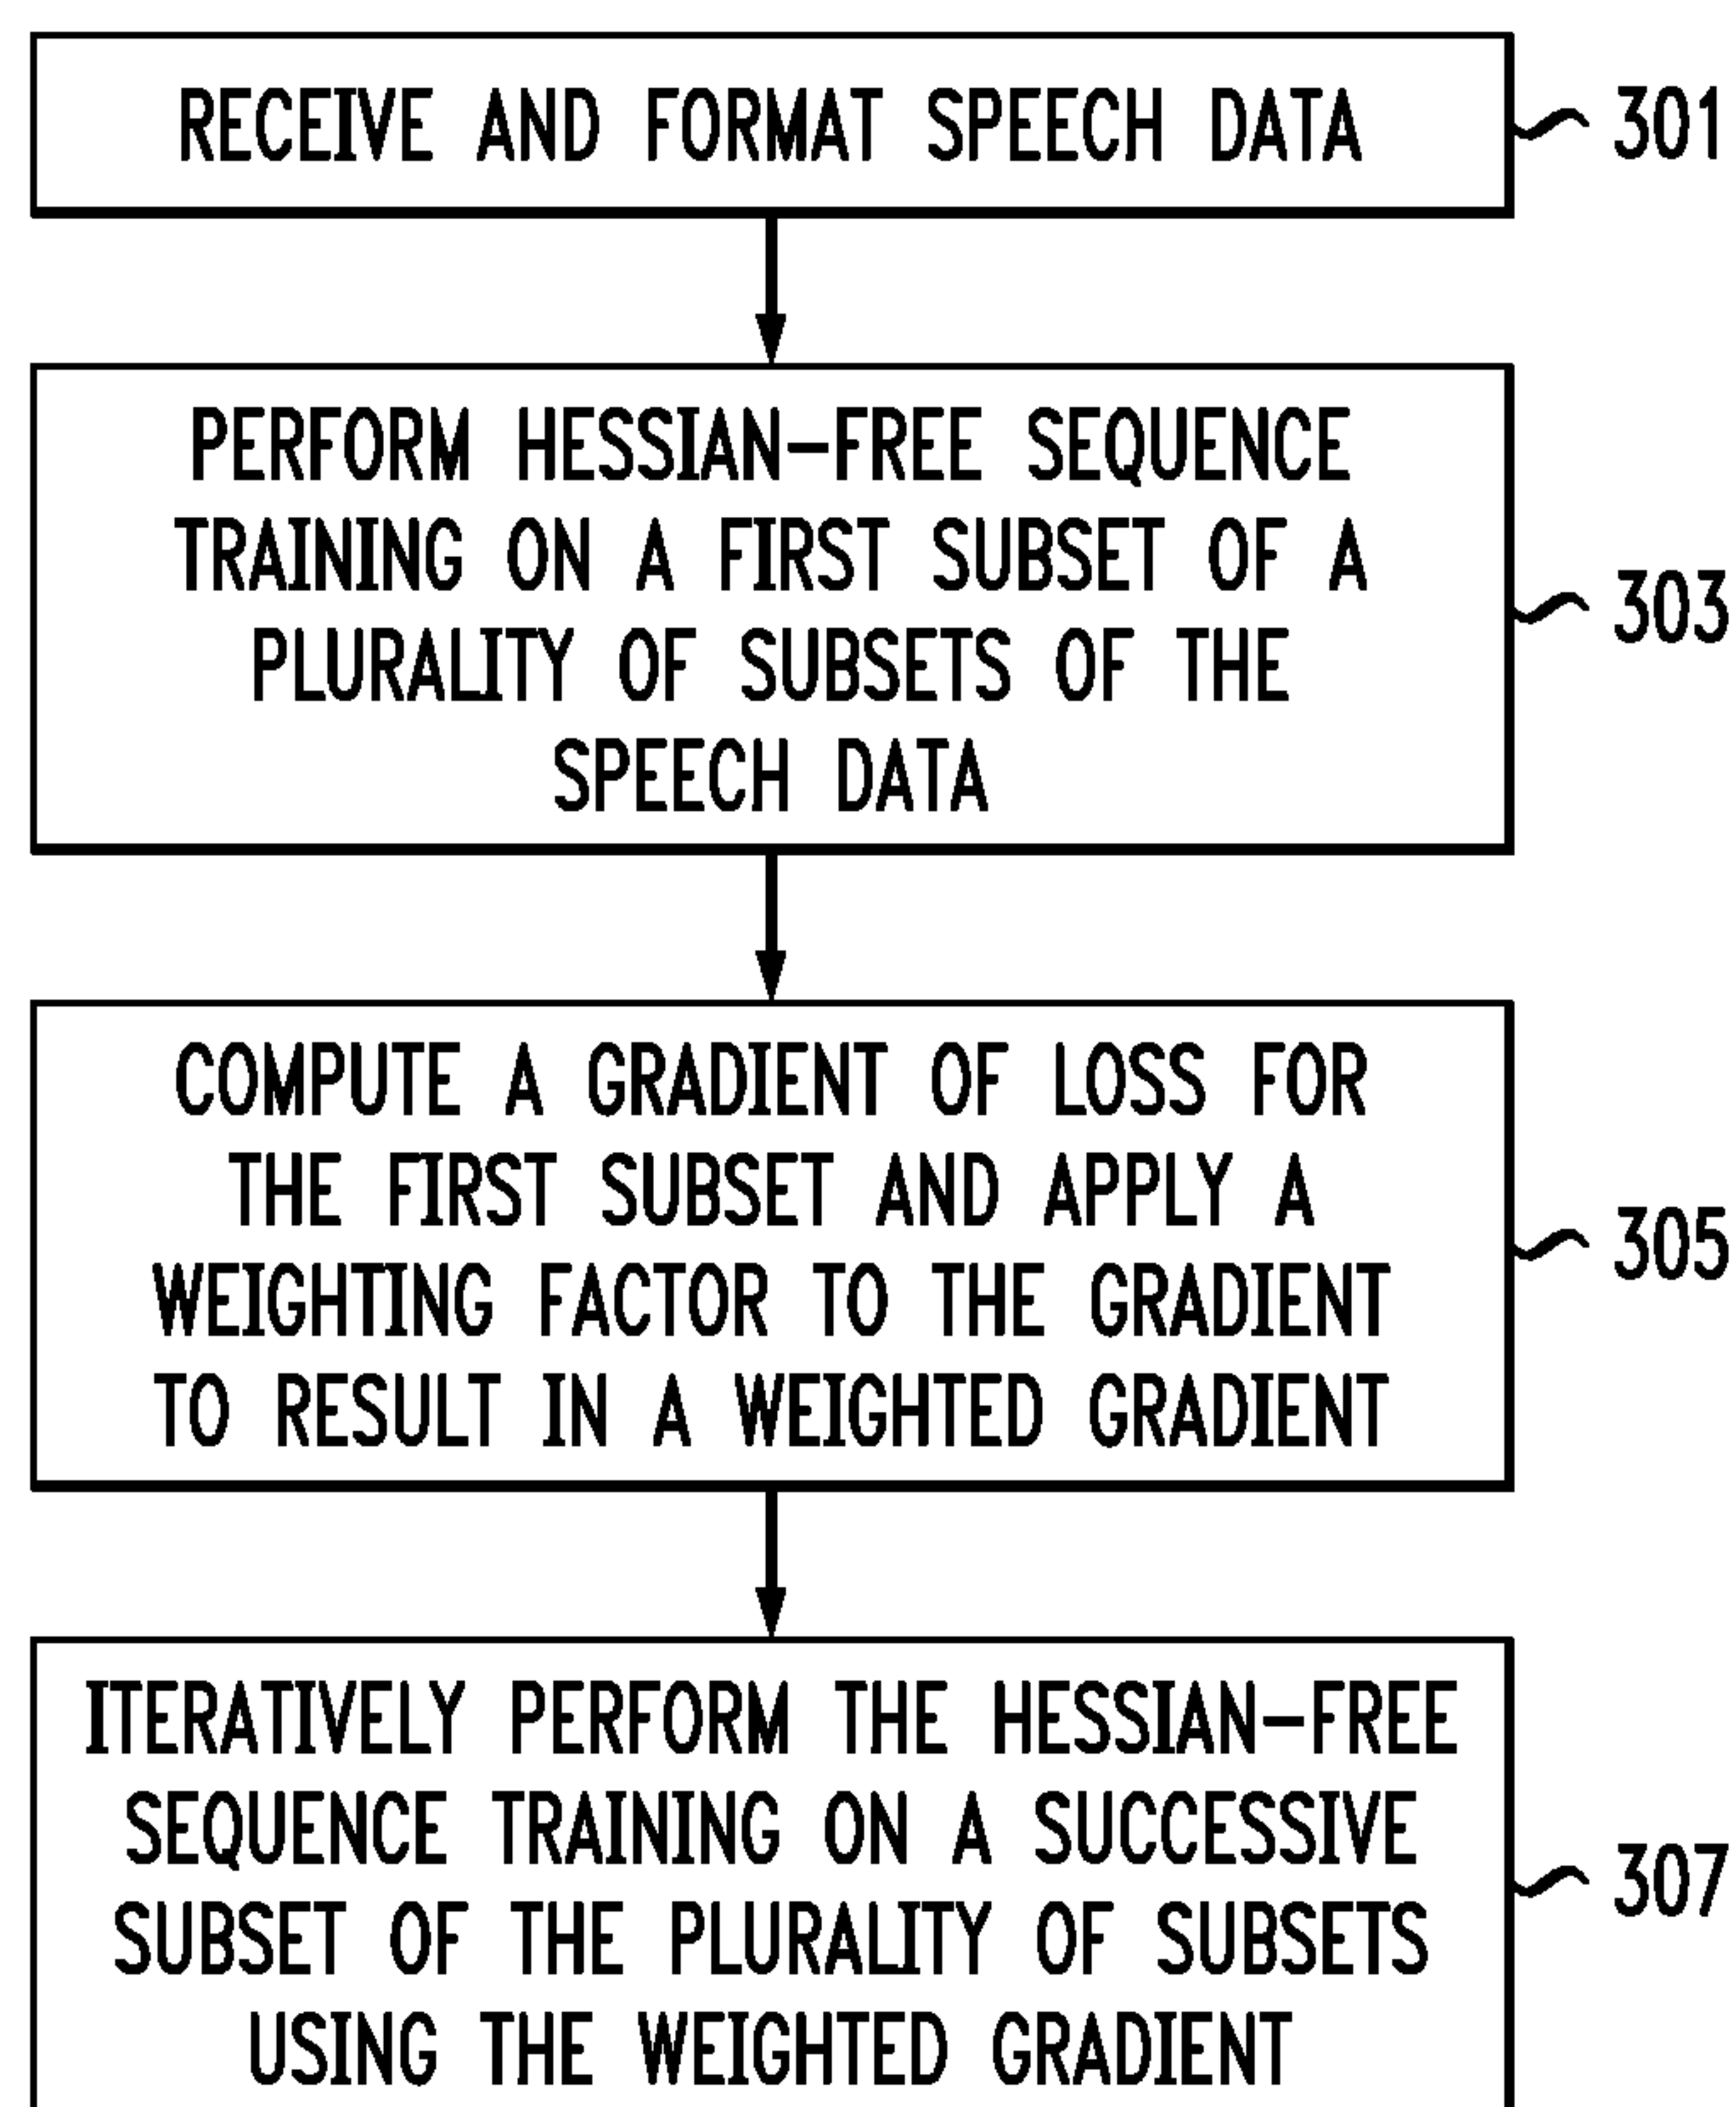 RECEIVE AND FORMAT SPEECH DATA
301
PERFORM HESSIAN-FREE SEQUENCE
TRAINING ON A FIRST SUBSET OF A
PLURALITY OF SUBSETS OF THE
SPEECH DATA
303
COMPUTE A GRADIENT OF LOSS FOR
THE FIRST SUBSET AND APPLY A
WEIGHTING FACTOR TO THE GRADIENT
TO RESULT IN A WEIGHTED GRADIENT
305
ITERATIVELY PERFORM THE HESSIAN-FREE
SEQUENCE TRAINING ON A SUCCESSIVE
SUBSET OF THE PLURALITY OF SUBSETS
USING THE WEIGHTED GRADIENT
307